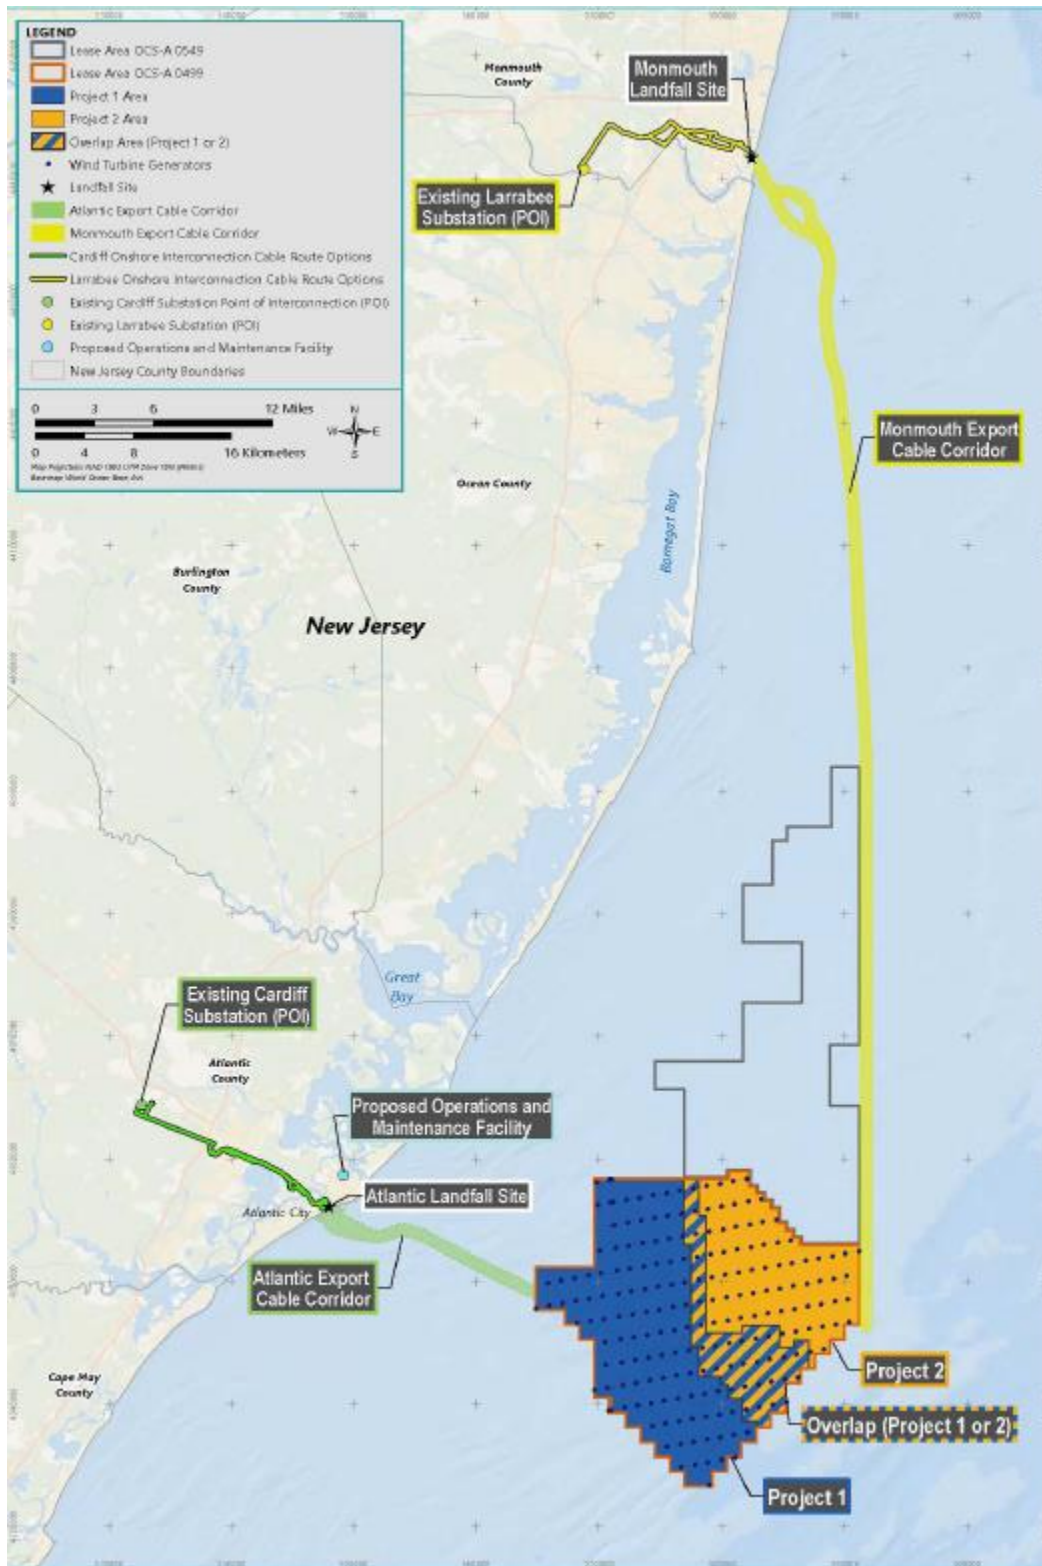 LEGEND
Lease Area OCS-A 0549
Lease Area OCS-A 0499
Project 1 Area
Project 2 Area
Overlap Area (Project 1 or 2)
Wind Turbine Generators
Landfall Site
Atlantic Export Cable Corridor
Monmouth Export Cable Corridor
Cardiff Onshore Interconnection Cable Route Options
Larrabee Onshore Interconnection Cable Route Options
Existing Cardiff Substation Point of Interconnection (POI)
Existing Larrabee Substation (POI)
Proposed Operations and Maintenance Facility
New Jersey County Boundaries
0 3 6 12 Miles
0 4 8 16 Kilometers
N
W E
S
Monmouth
County
Monmouth
Landfall Site
Existing Larrabee
Substation (POI)
Monmouth Export
Cable Corridor
Ocean County
Barnegat Bay
Burlington
County
New Jersey
Great
Bay
Existing Cardiff
Substation (POI)
Atlantic
County
Proposed Operations and
Maintenance Facility
Atlantic Landfall Site
Atlantic City
Atlantic Export
Cable Corridor
Cape May
County
Project 2
Overlap (Project 1 or 2)
Project 1